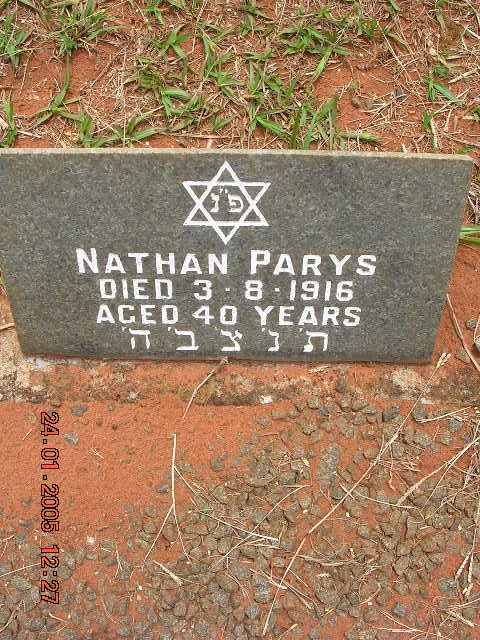 פ"נ
NATHAN PARYS
DIED 3-8-1916
AGED 40 YEARS
ת' נ' צ' ב' ה'
24.01.2005 12:27